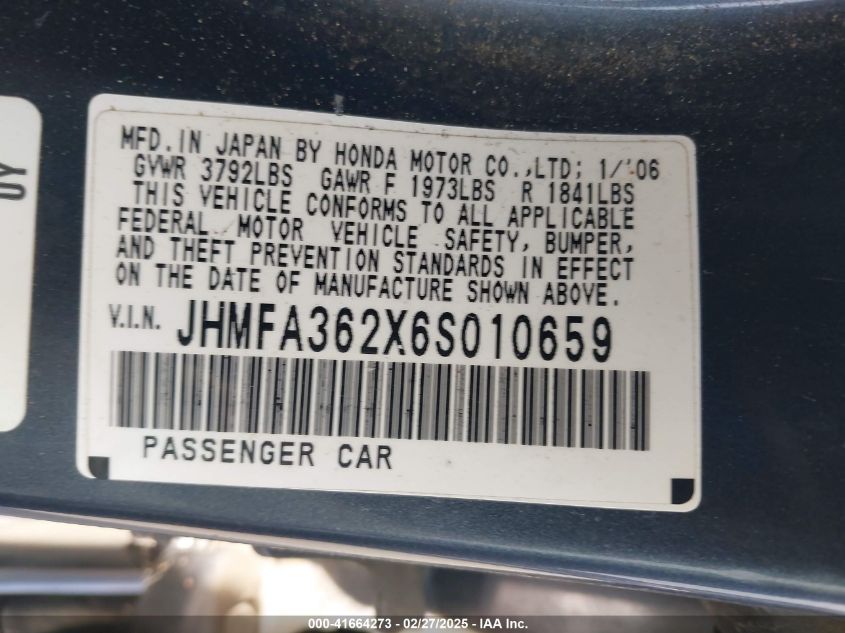 MFD.IN JAPAN BY HONDA MOTOR CO.,LTD; 1/'06
GVWR 3792LBS GAWR F 1973LBS R 1841LBS
THIS VEHICLE CONFORMS TO ALL APPLICABLE
FEDERAL MOTOR VEHICLE SAFETY, BUMPER,
AND THEFT PREVENTION STANDARDS IN EFFECT
ON THE DATE OF MANUFACTURE SHOWN ABOVE.
V.I.N. JHMFA362X6S010659
PASSENGER CAR
OY
000-41664273 - 02/27/2025 - IAA Inc.